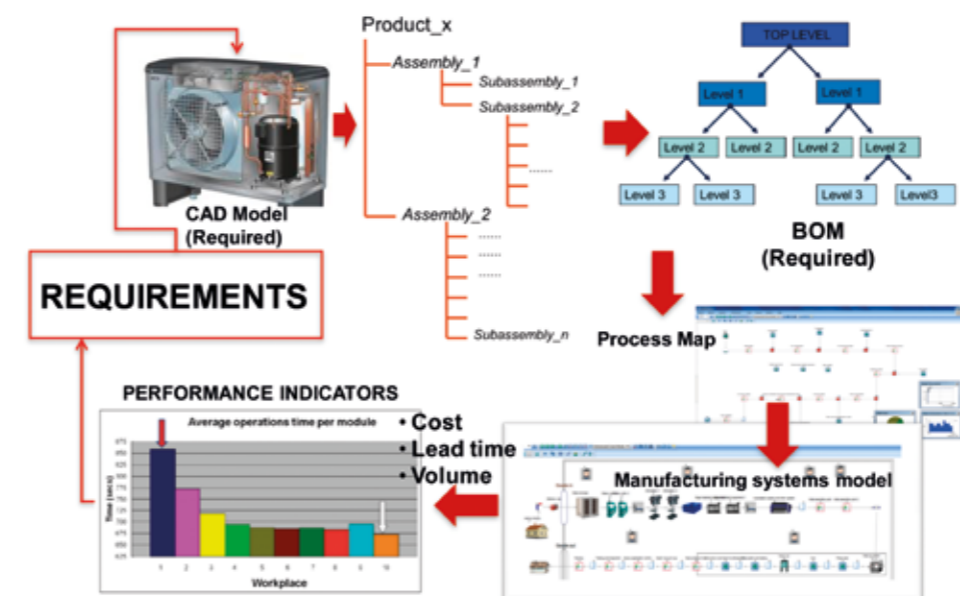 Product_x
Assembly_1
Subassembly_1
Subassembly_2
......
Assembly_2
......
......
......
Subassembly_n
CAD Model
(Required)
TOP LEVEL
Level 1 Level 1
Level 2 Level 2 Level 2 Level 2
Level 3 Level 3 Level 3 Level3
BOM
(Required)
REQUIREMENTS
Process Map
Manufacturing systems model
PERFORMANCE INDICATORS
• Cost
• Lead time
• Volume
Average operations time per module
Time (secs)
1 2 3 4 5 6 7 8 9 10
Workplace